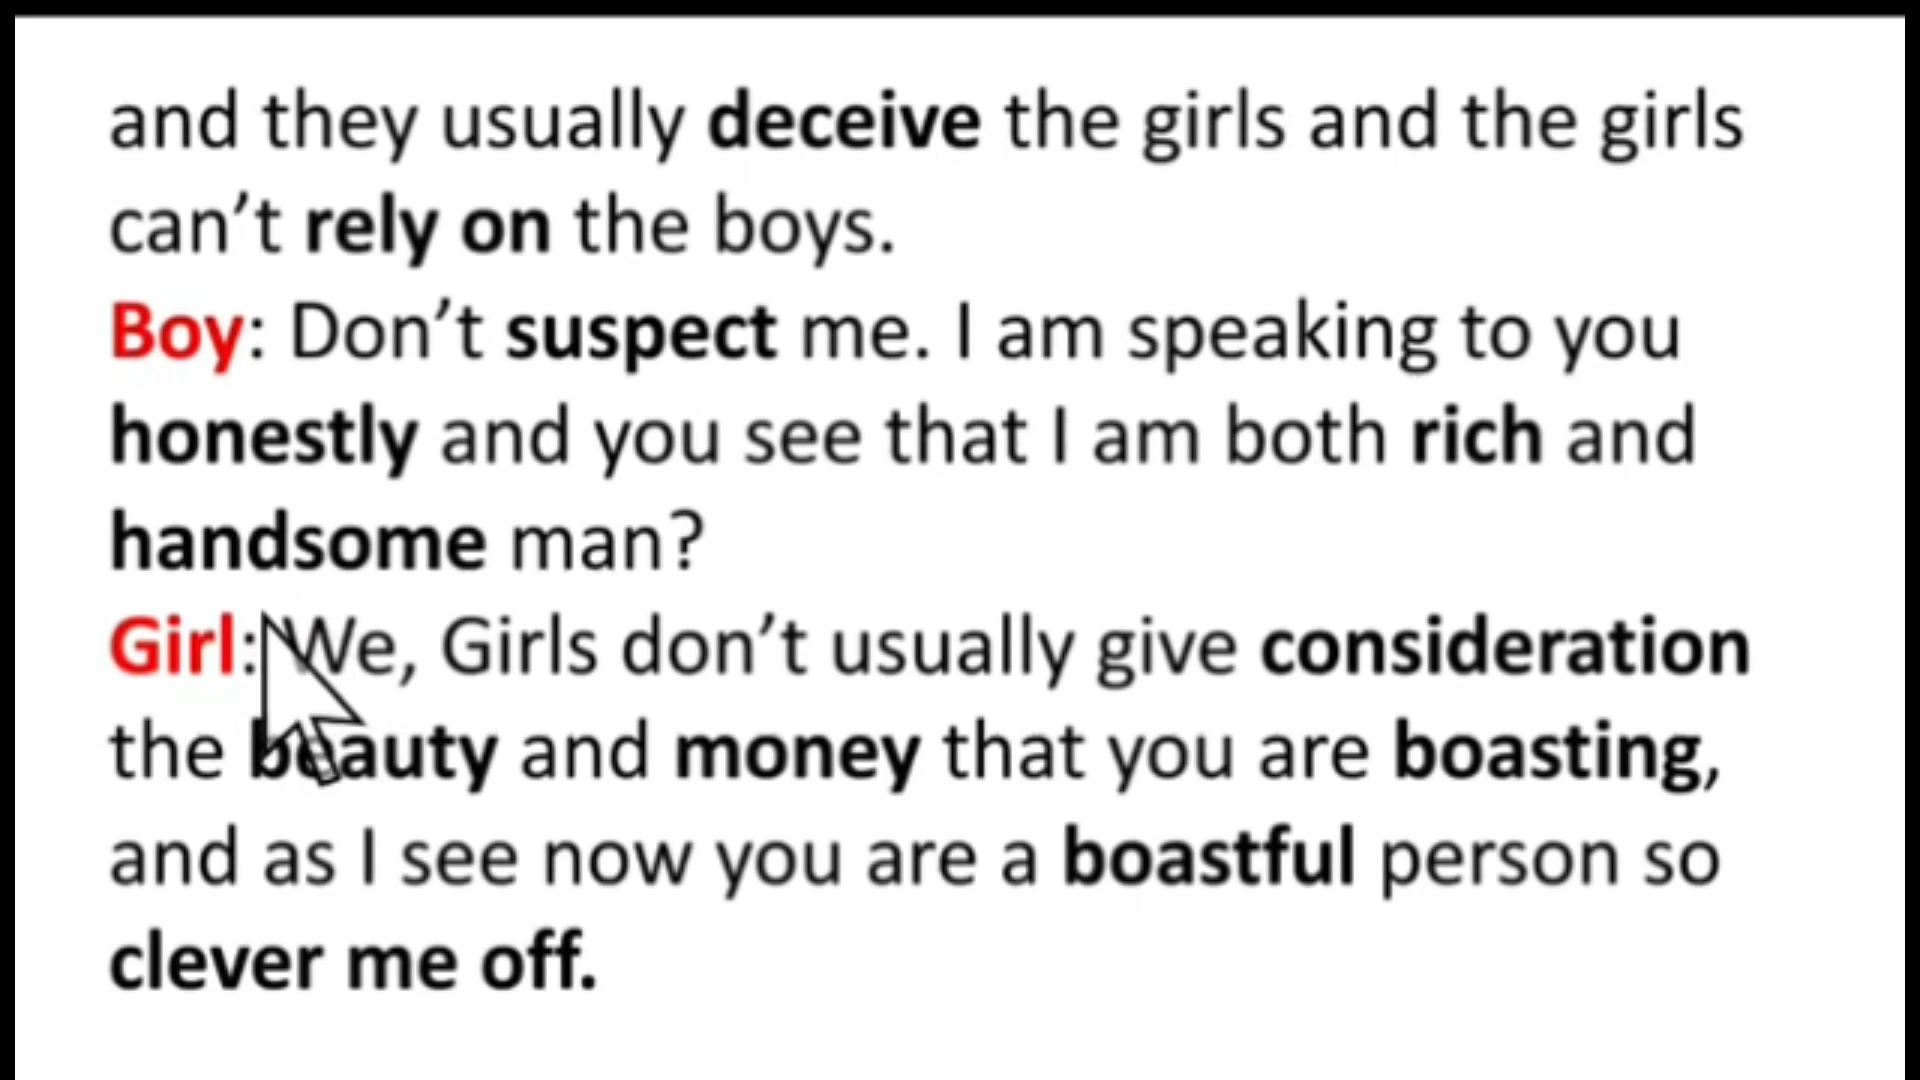 and they usually deceive the girls and the girls
can’t rely on the boys.
Boy: Don’t suspect me. I am speaking to you
honestly and you see that I am both rich and
handsome man?
Girl: We, Girls don’t usually give consideration
the beauty and money that you are boasting,
and as I see now you are a boastful person so
clever me off.